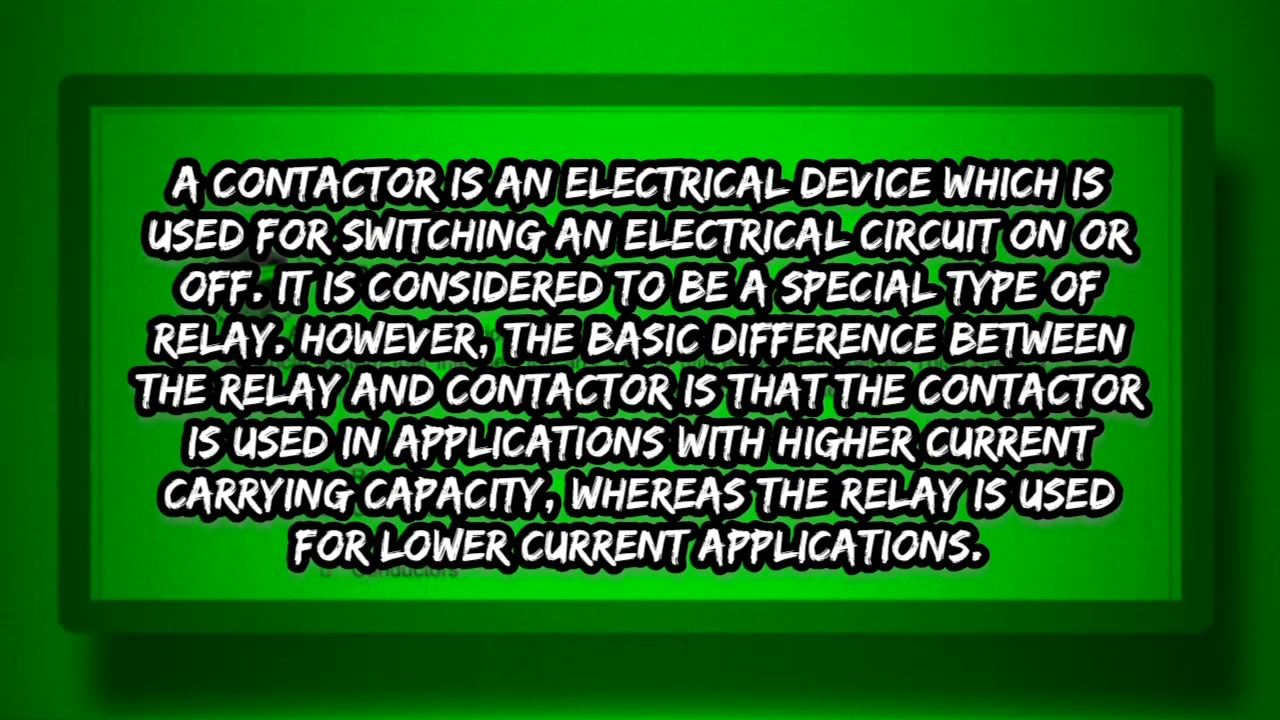 A CONTACTOR IS AN ELECTRICAL DEVICE WHICH IS
USED FOR SWITCHING AN ELECTRICAL CIRCUIT ON OR
OFF. IT IS CONSIDERED TO BE A SPECIAL TYPE OF
RELAY. HOWEVER, THE BASIC DIFFERENCE BETWEEN
THE RELAY AND CONTACTOR IS THAT THE CONTACTOR
IS USED IN APPLICATIONS WITH HIGHER CURRENT
CARRYING CAPACITY, WHEREAS THE RELAY IS USED
FOR LOWER CURRENT APPLICATIONS.
Conductors